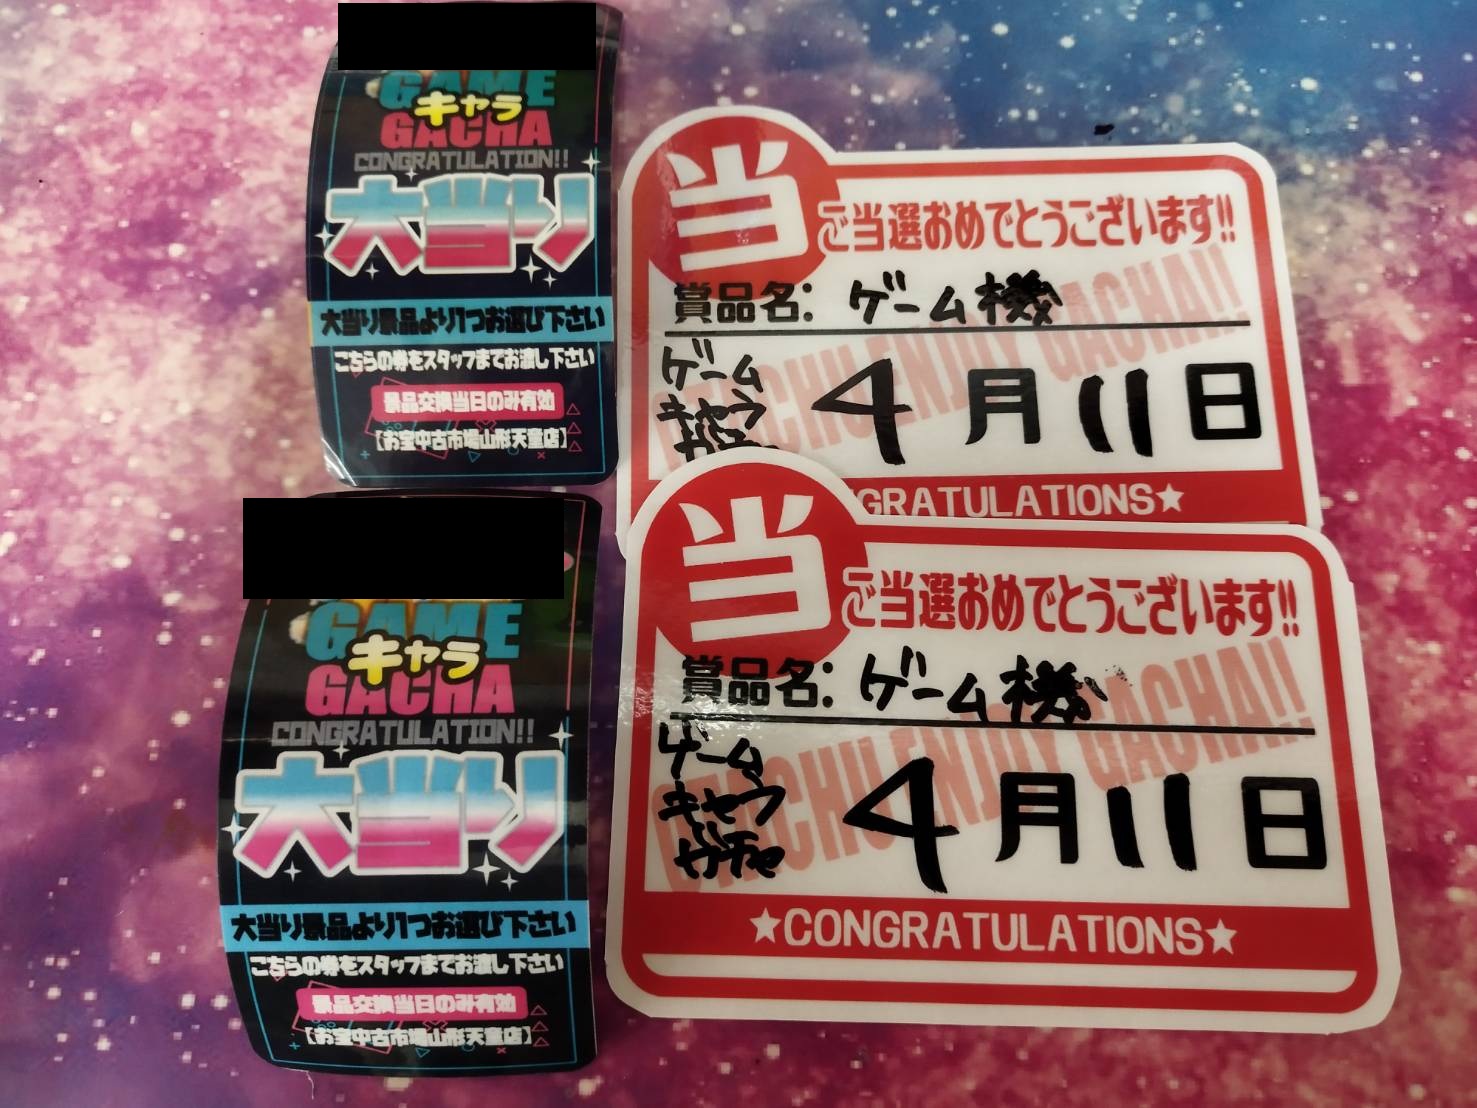 GAME
キャラ
GACHA
CONGRATULATION!!
大当り
大当り景品より1つお選び下さい
こちらの券をスタッフまでお渡し下さい
景品交換当日のみ有効
【お宝中古市場山形天童店】
当
ご当選おめでとうございます!!
賞品名: ゲーム機
ゲーム
キャラ
4月11日
GRATULATIONS★
GAME
キャラ
GACHA
CONGRATULATION!!
大当り
大当り景品より1つお選び下さい
こちらの券をスタッフまでお渡し下さい
景品交換当日のみ有効
【お宝中古市場山形天童店】
当
ご当選おめでとうございます!!
賞品名: ゲーム機
ゲーム
キャラ
ガチャ
4月11日
★CONGRATULATIONS★